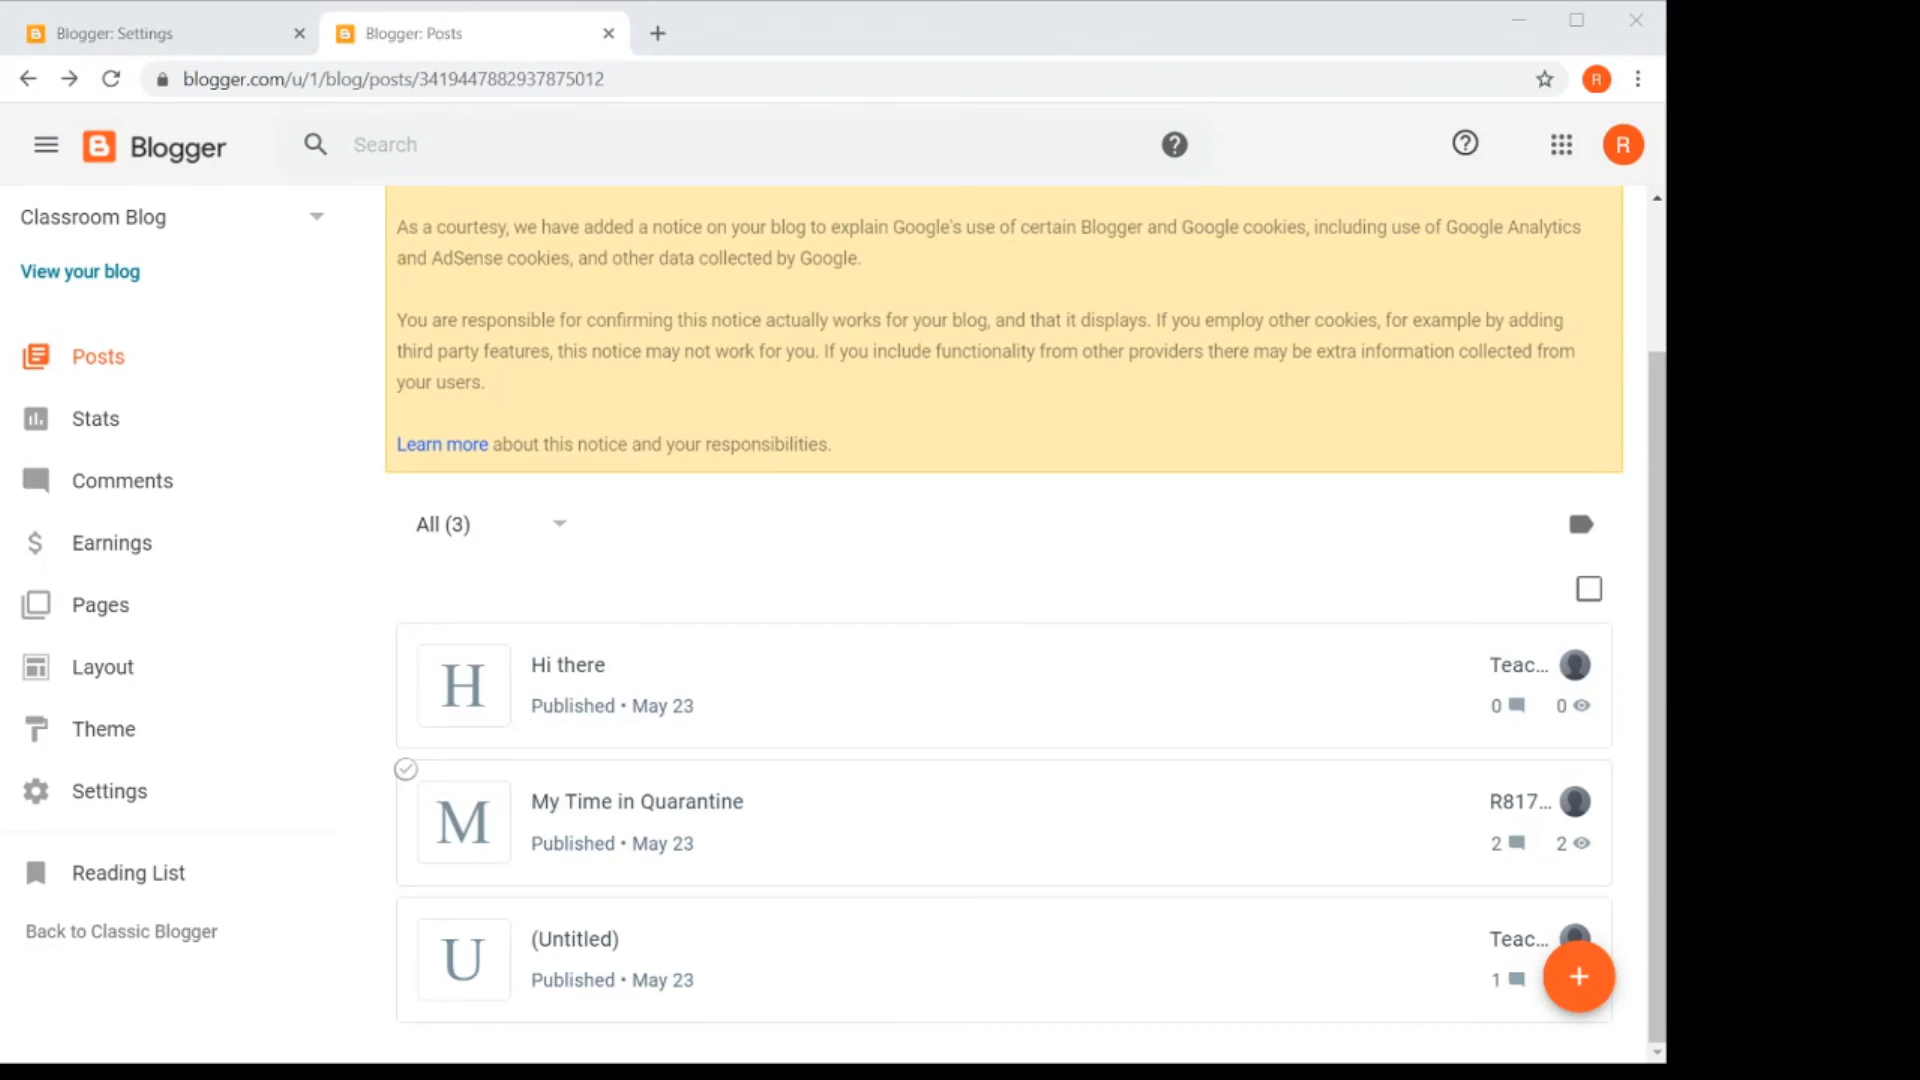 Blogger: Settings
Blogger: Posts
blogger.com/u/1/blog/posts/3419447882937875012
R
Blogger
Search
R
Classroom Blog
View your blog
Posts
Stats
Comments
Earnings
Pages
Layout
Theme
Settings
Reading List
Back to Classic Blogger
As a courtesy, we have added a notice on your blog to explain Google's use of certain Blogger and Google cookies, including use of Google Analytics
and AdSense cookies, and other data collected by Google.
You are responsible for confirming this notice actually works for your blog, and that it displays. If you employ other cookies, for example by adding
third party features, this notice may not work for you. If you include functionality from other providers there may be extra information collected from
your users.
Learn more about this notice and your responsibilities.
All (3)
H
Hi there
Teac...
Published • May 23
0
0
M
My Time in Quarantine
R817...
Published • May 23
2
2
U
(Untitled)
Teac...
Published • May 23
1